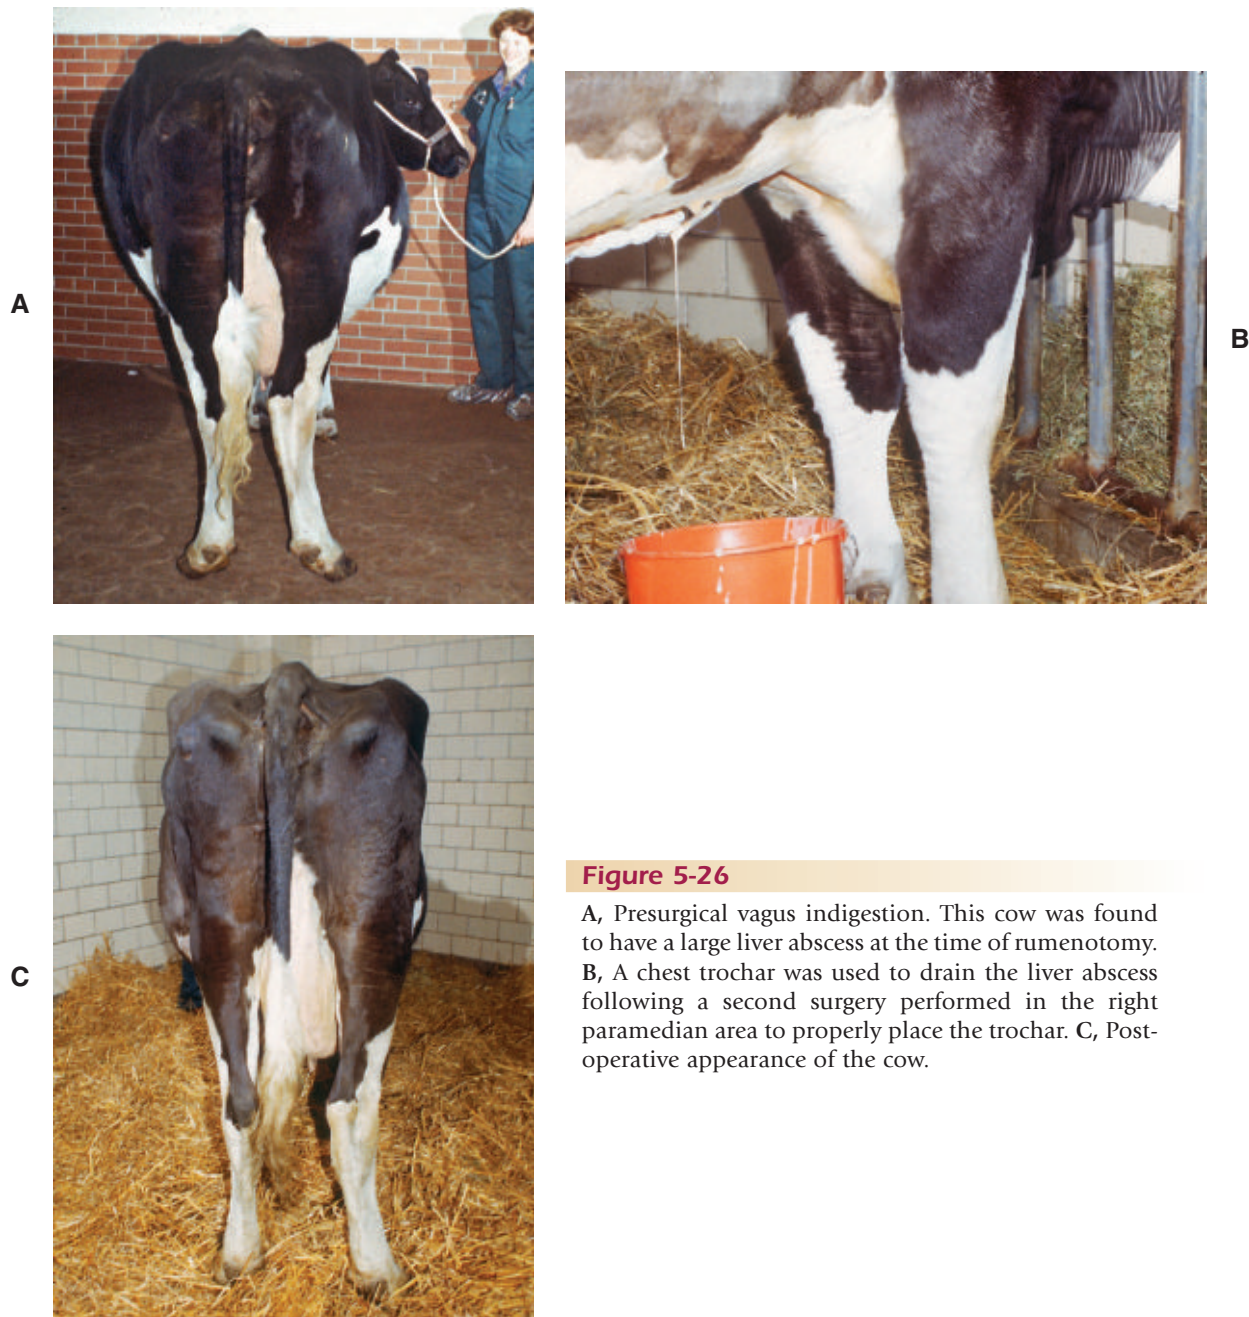 A
B
C
Figure 5-26
A, Presurgical vagus indigestion. This cow was found
to have a large liver abscess at the time of rumenotomy.
B, A chest trochar was used to drain the liver abscess
following a second surgery performed in the right
paramedian area to properly place the trochar. C, Post-
operative appearance of the cow.